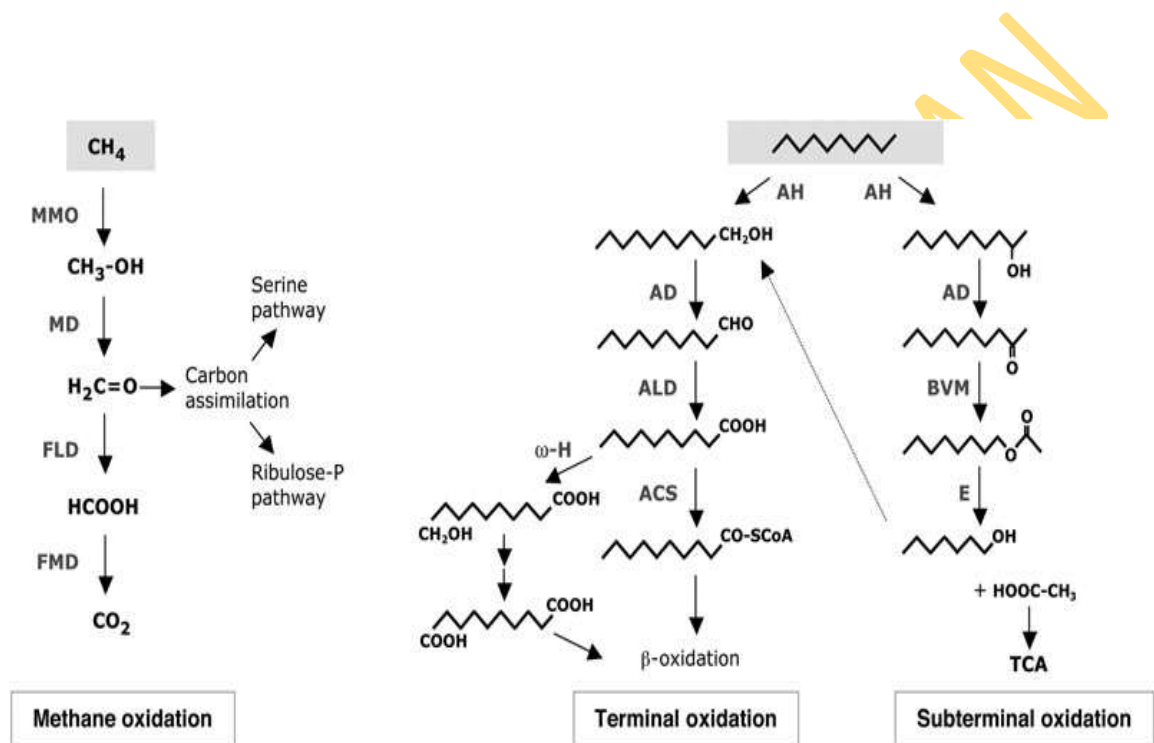 CH4
MMO
CH3-OH
MD
H2C=O
Carbon
assimilation
Serine
pathway
Ribulose-P
pathway
FLD
HCOOH
FMD
CO2
Methane oxidation
AH
AH
CH2OH
AD
CHO
ALD
COOH
ω-H
COOH
CH2OH
COOH
COOH
ACS
CO-SCoA
β-oxidation
Terminal oxidation
OH
AD
O
BVM
O
O
E
OH
+ HOOC-CH3
TCA
Subterminal oxidation